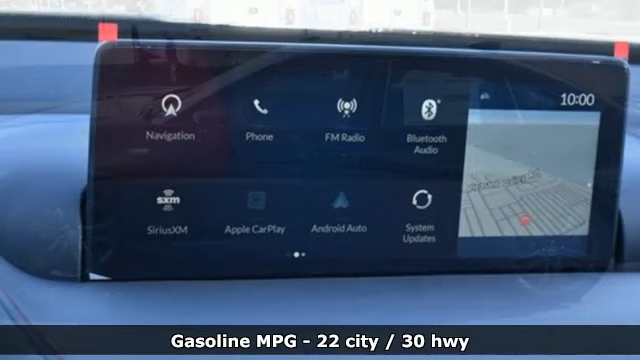 10:00
Navigation
Phone
FM Radio
Bluetooth
Audio
sxm
SiriusXM
Apple CarPlay
Android Auto
System
Updates
Gasoline MPG - 22 city / 30 hwy